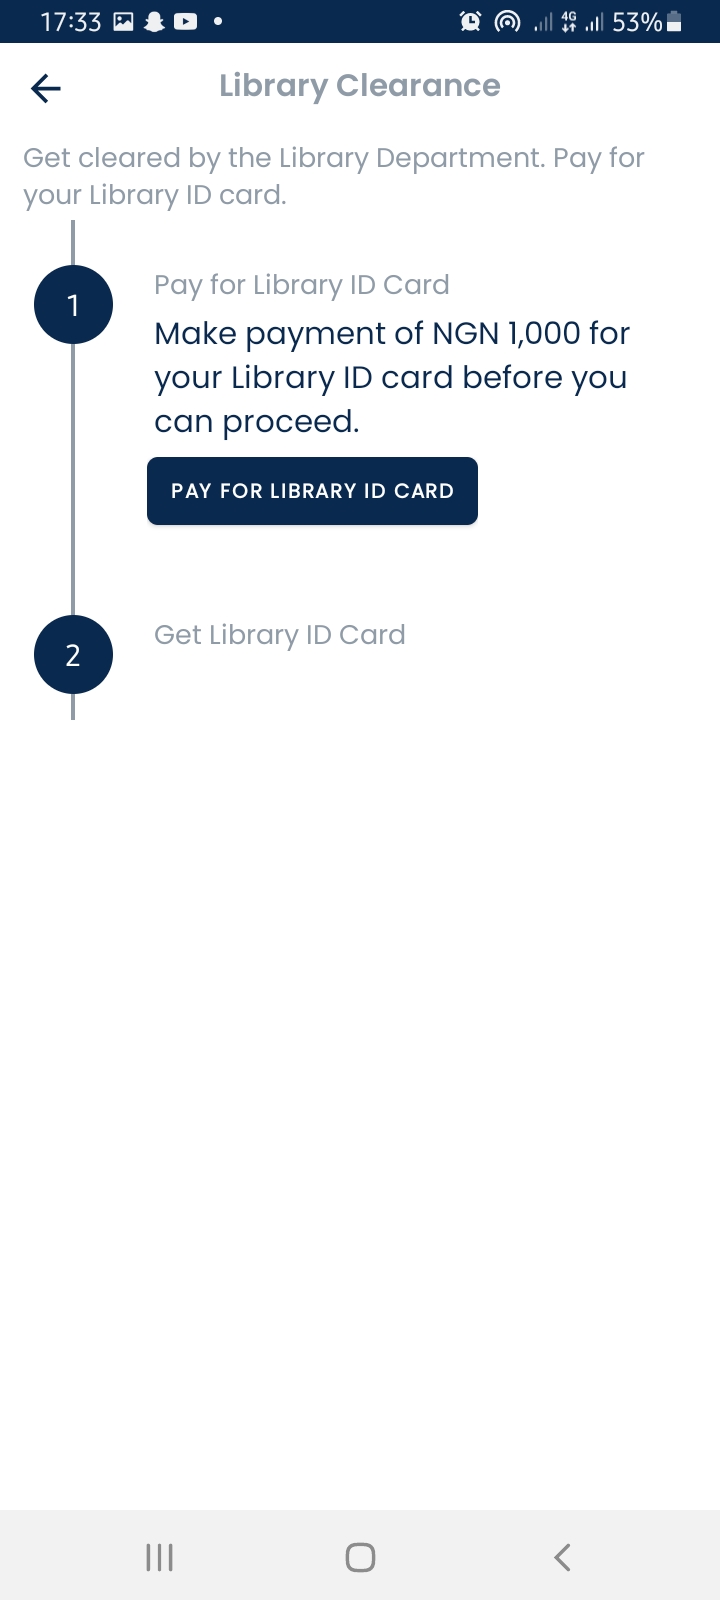 17:33
4G
53%
Library Clearance
Get cleared by the Library Department. Pay for
your Library ID card.
1
Pay for Library ID Card
Make payment of NGN 1,000 for
your Library ID card before you
can proceed.
PAY FOR LIBRARY ID CARD
2
Get Library ID Card